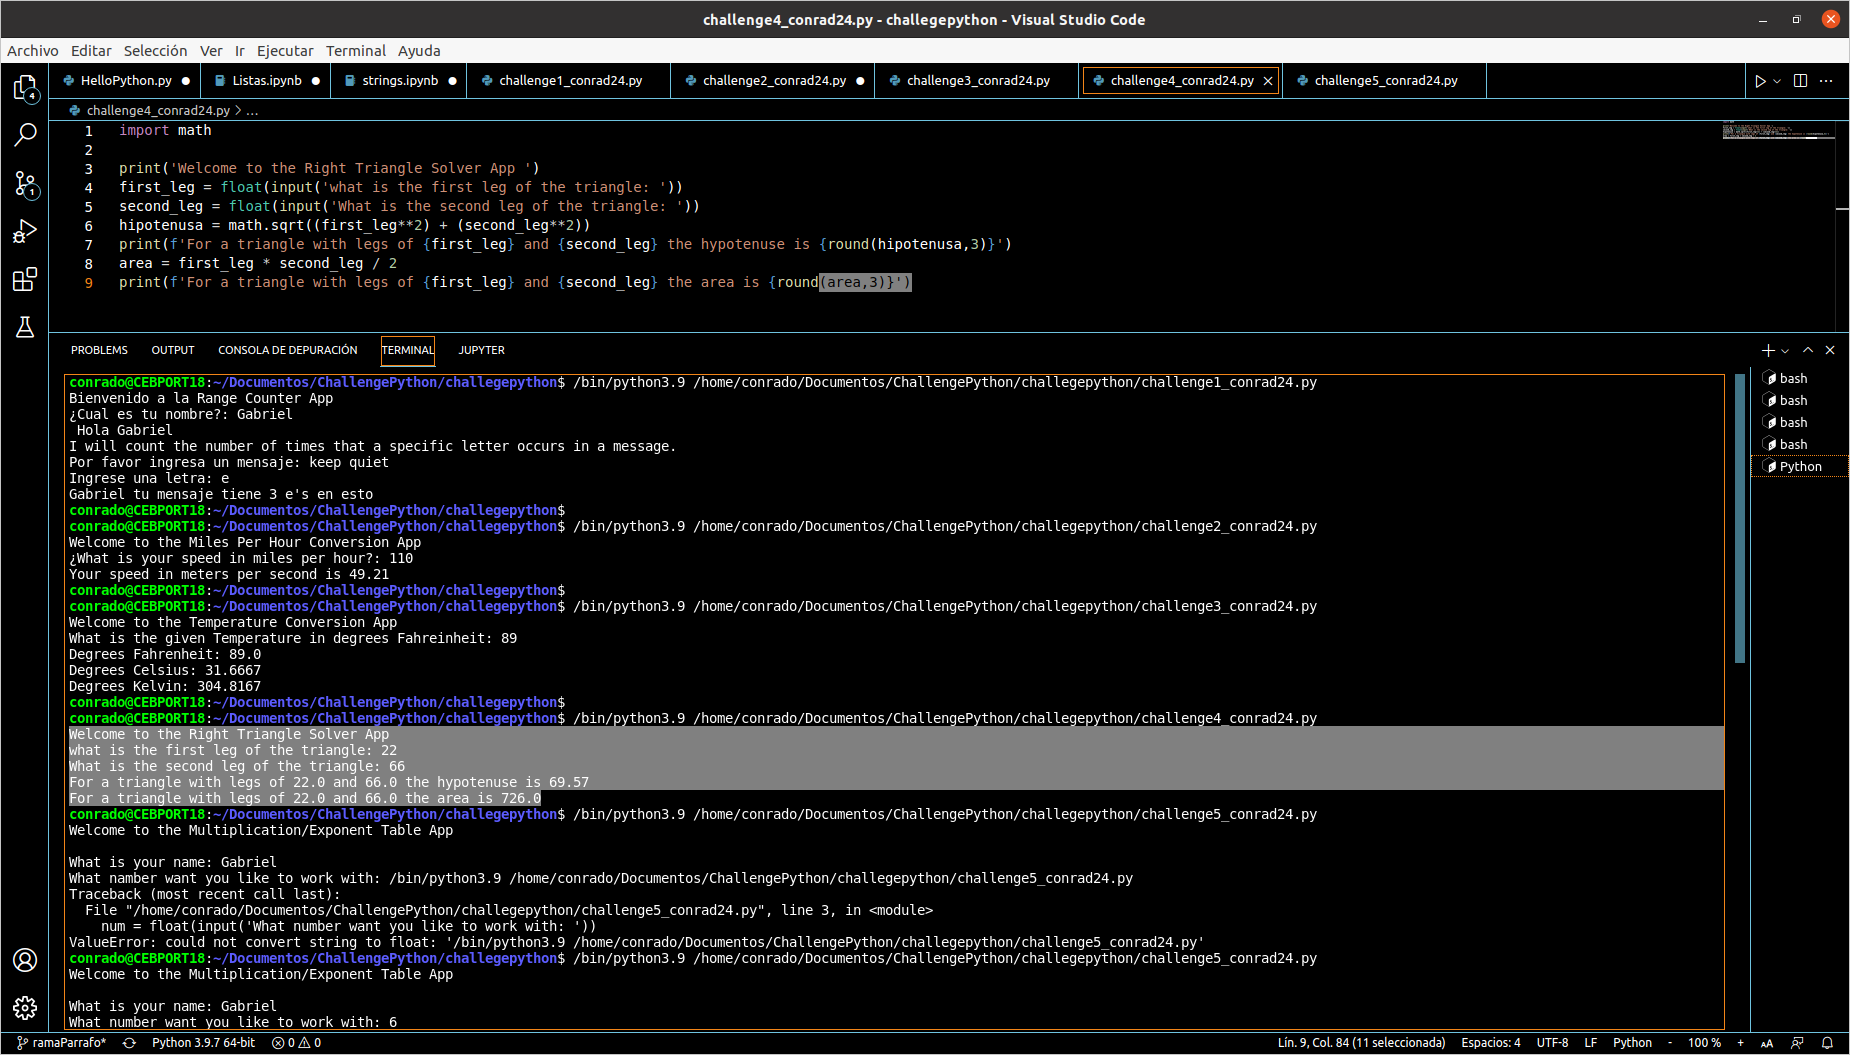 challenge4_conrad24.py - challegepython - Visual Studio Code
Archivo Editar Selección Ver Ir Ejecutar Terminal Ayuda
HelloPython.py Listas.ipynb strings.ipynb challenge1_conrad24.py challenge2_conrad24.py challenge3_conrad24.py challenge4_conrad24.py challenge5_conrad24.py
challenge4_conrad24.py > ...
1 import math
2
3 print('Welcome to the Right Triangle Solver App ')
4 first_leg = float(input('what is the first leg of the triangle: '))
5 second_leg = float(input('What is the second leg of the triangle: '))
6 hipotenusa = math.sqrt((first_leg**2) + (second_leg**2))
7 print(f'For a triangle with legs of {first_leg} and {second_leg} the hypotenuse is {round(hipotenusa,3)}')
8 area = first_leg * second_leg / 2
9 print(f'For a triangle with legs of {first_leg} and {second_leg} the area is {round(area,3)}')
PROBLEMS OUTPUT CONSOLA DE DEPURACIÓN TERMINAL JUPYTER
bash
bash
bash
bash
Python
conrado@CEBPORT18:~/Documentos/ChallengePython/challegepython$ /bin/python3.9 /home/conrado/Documentos/ChallengePython/challegepython/challenge1_conrad24.py
Bienvenido a la Range Counter App
¿Cual es tu nombre?: Gabriel
Hola Gabriel
I will count the number of times that a specific letter occurs in a message.
Por favor ingresa un mensaje: keep quiet
Ingrese una letra: e
Gabriel tu mensaje tiene 3 e's en esto
conrado@CEBPORT18:~/Documentos/ChallengePython/challegepython$
conrado@CEBPORT18:~/Documentos/ChallengePython/challegepython$ /bin/python3.9 /home/conrado/Documentos/ChallengePython/challegepython/challenge2_conrad24.py
Welcome to the Miles Per Hour Conversion App
¿What is your speed in miles per hour?: 110
Your speed in meters per second is 49.21
conrado@CEBPORT18:~/Documentos/ChallengePython/challegepython$
conrado@CEBPORT18:~/Documentos/ChallengePython/challegepython$ /bin/python3.9 /home/conrado/Documentos/ChallengePython/challegepython/challenge3_conrad24.py
Welcome to the Temperature Conversion App
What is the given Temperature in degrees Fahreinheit: 89
Degrees Fahrenheit: 89.0
Degrees Celsius: 31.6667
Degrees Kelvin: 304.8167
conrado@CEBPORT18:~/Documentos/ChallengePython/challegepython$
conrado@CEBPORT18:~/Documentos/ChallengePython/challegepython$ /bin/python3.9 /home/conrado/Documentos/ChallengePython/challegepython/challenge4_conrad24.py
Welcome to the Right Triangle Solver App
what is the first leg of the triangle: 22
What is the second leg of the triangle: 66
For a triangle with legs of 22.0 and 66.0 the hypotenuse is 69.57
For a triangle with legs of 22.0 and 66.0 the area is 726.0
conrado@CEBPORT18:~/Documentos/ChallengePython/challegepython$ /bin/python3.9 /home/conrado/Documentos/ChallengePython/challegepython/challenge5_conrad24.py
Welcome to the Multiplication/Exponent Table App

What is your name: Gabriel
What namber want you like to work with: /bin/python3.9 /home/conrado/Documentos/ChallengePython/challegepython/challenge5_conrad24.py
Traceback (most recent call last):
File "/home/conrado/Documentos/ChallengePython/challegepython/challenge5_conrad24.py", line 3, in <module>
num = float(input('What number want you like to work with: '))
ValueError: could not convert string to float: '/bin/python3.9 /home/conrado/Documentos/ChallengePython/challegepython/challenge5_conrad24.py'
conrado@CEBPORT18:~/Documentos/ChallengePython/challegepython$ /bin/python3.9 /home/conrado/Documentos/ChallengePython/challegepython/challenge5_conrad24.py
Welcome to the Multiplication/Exponent Table App

What is your name: Gabriel
What number want you like to work with: 6
4
1
ramaParrafo* Python 3.9.7 64-bit 0 0 Lín. 9, Col. 84 (11 seleccionada) Espacios: 4 UTF-8 LF Python - 100 % + AA